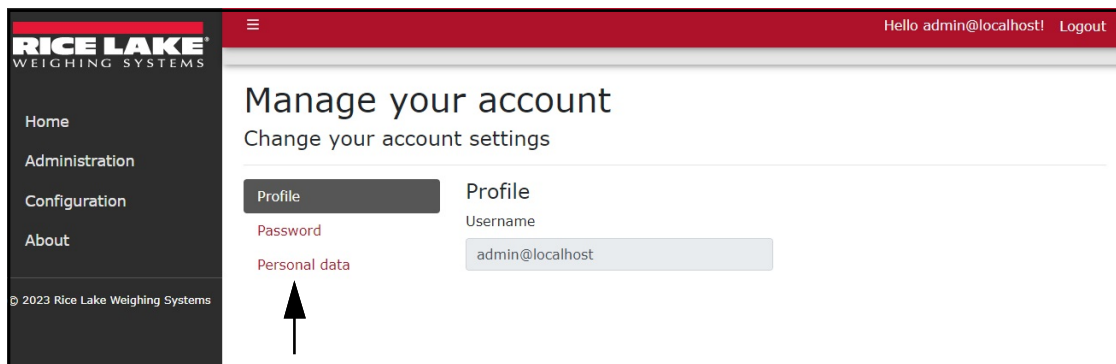 RICE LAKE®
WEIGHING SYSTEMS
Home
Administration
Configuration
About
© 2023 Rice Lake Weighing Systems
Hello admin@localhost! Logout
Manage your account
Change your account settings
Profile
Password
Personal data
Profile
Username
admin@localhost